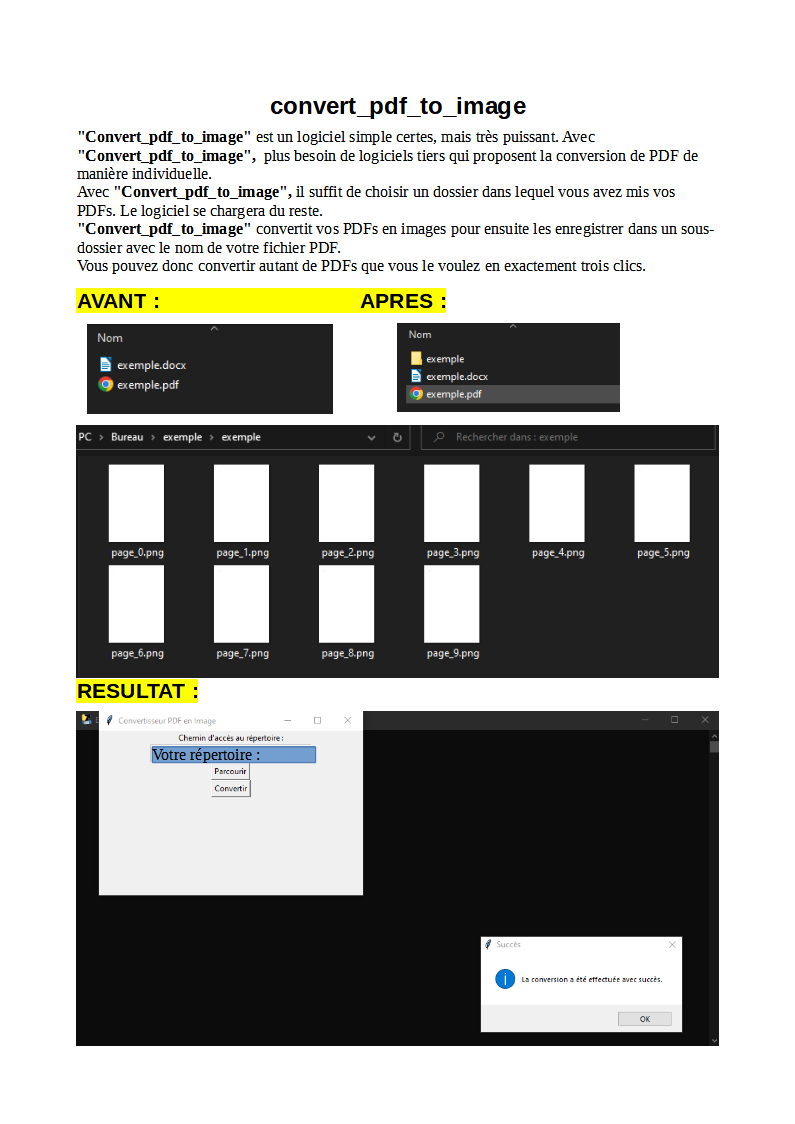 convert_pdf_to_image
"Convert_pdf_to_image" est un logiciel simple certes, mais très puissant. Avec
"Convert_pdf_to_image",  plus besoin de logiciels tiers qui proposent la conversion de PDF de
manière individuelle.
Avec "Convert_pdf_to_image", il suffit de choisir un dossier dans lequel vous avez mis vos
PDFs. Le logiciel se chargera du reste.
"Convert_pdf_to_image" convertit vos PDFs en images pour ensuite les enregistrer dans un sous-
dossier avec le nom de votre fichier PDF.
Vous pouvez donc convertir autant de PDFs que vous le voulez en exactement trois clics.
AVANT : APRES :
Nom
exemple.docx
exemple.pdf
Nom
exemple
exemple.docx
exemple.pdf
PC > Bureau > exemple > exemple Rechercher dans : exemple
page_0.png page_1.png page_2.png page_3.png page_4.png page_5.png
page_6.png page_7.png page_8.png page_9.png
RESULTAT :
Convertisseur PDF en Image
Chemin d'accès au répertoire :
Votre répertoire :
Parcourir
Convertir
Succès
La conversion a été effectuée avec succès.
OK